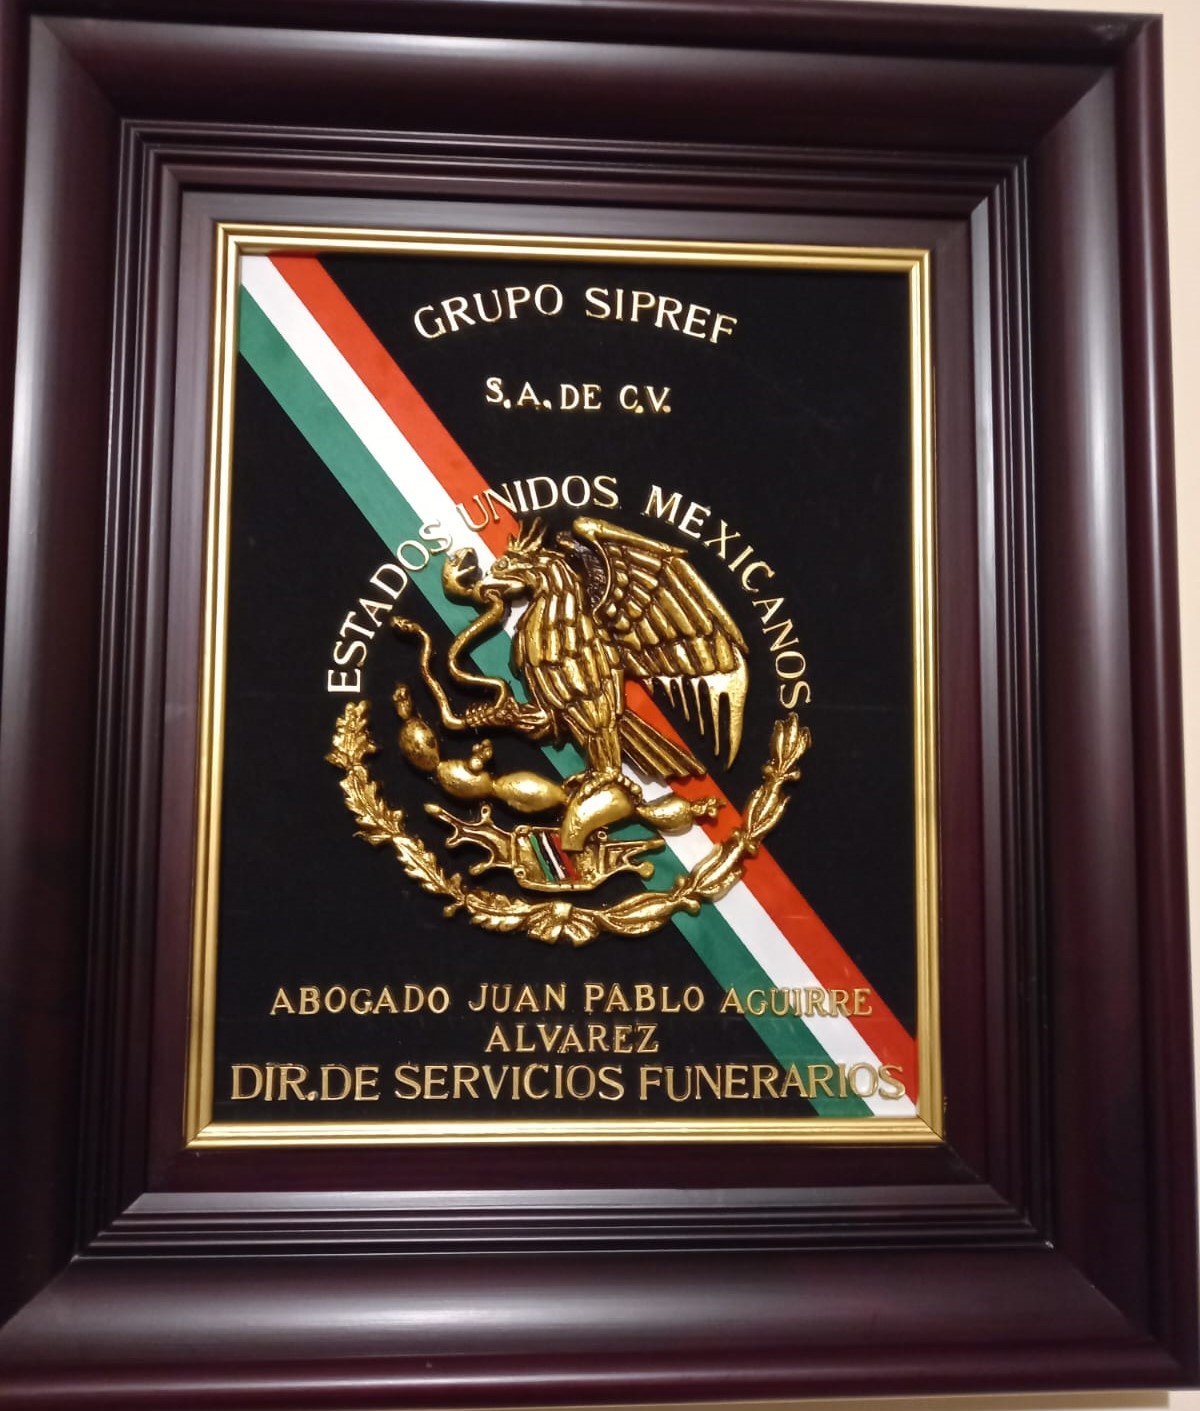 GRUPO SIPREF
S.A. DE C.V.
ESTADOS UNIDOS MEXICANOS
ABOGADO JUAN PABLO AGUIRRE
ALVAREZ
DIR.DE SERVICIOS FUNERARIOS